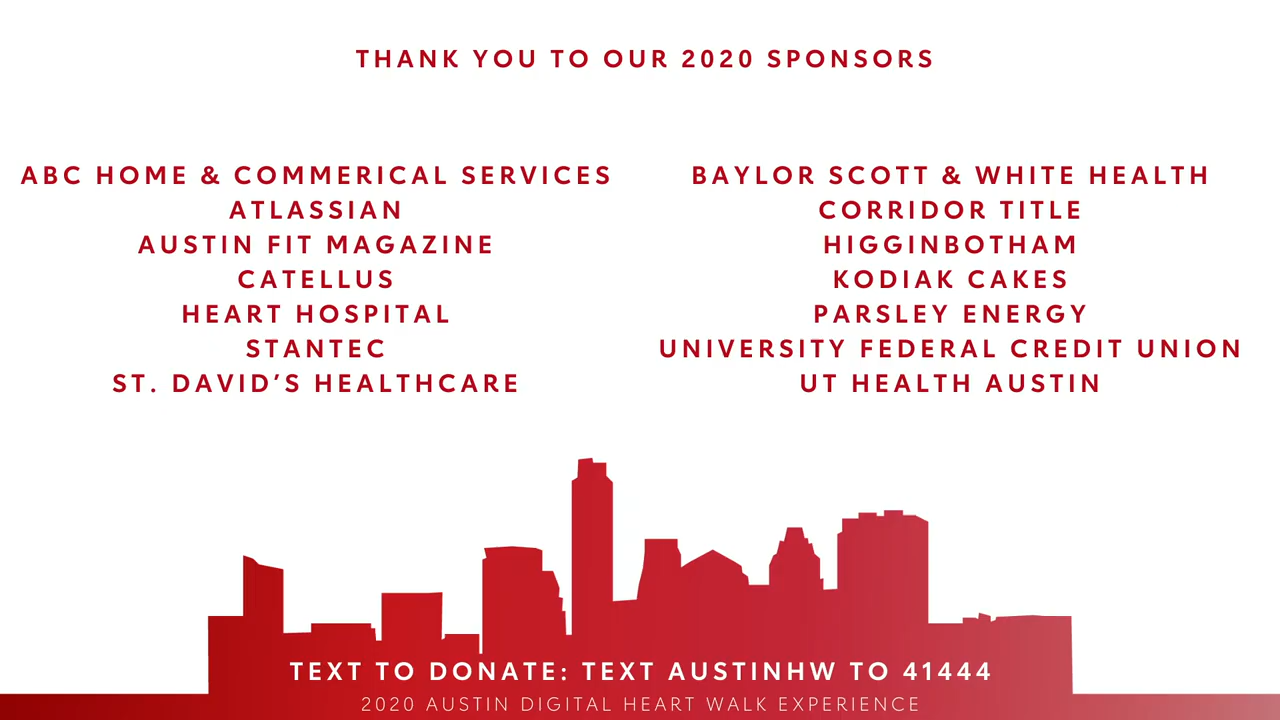 THANK YOU TO OUR 2020 SPONSORS
ABC HOME & COMMERICAL SERVICES
ATLASSIAN
AUSTIN FIT MAGAZINE
CATELLUS
HEART HOSPITAL
STANTEC
ST. DAVID'S HEALTHCARE
BAYLOR SCOTT & WHITE HEALTH
CORRIDOR TITLE
HIGGINBOTHAM
KODIAK CAKES
PARSLEY ENERGY
UNIVERSITY FEDERAL CREDIT UNION
UT HEALTH AUSTIN
TEXT TO DONATE: TEXT AUSTINHW TO 41444
2020 AUSTIN DIGITAL HEART WALK EXPERIENCE